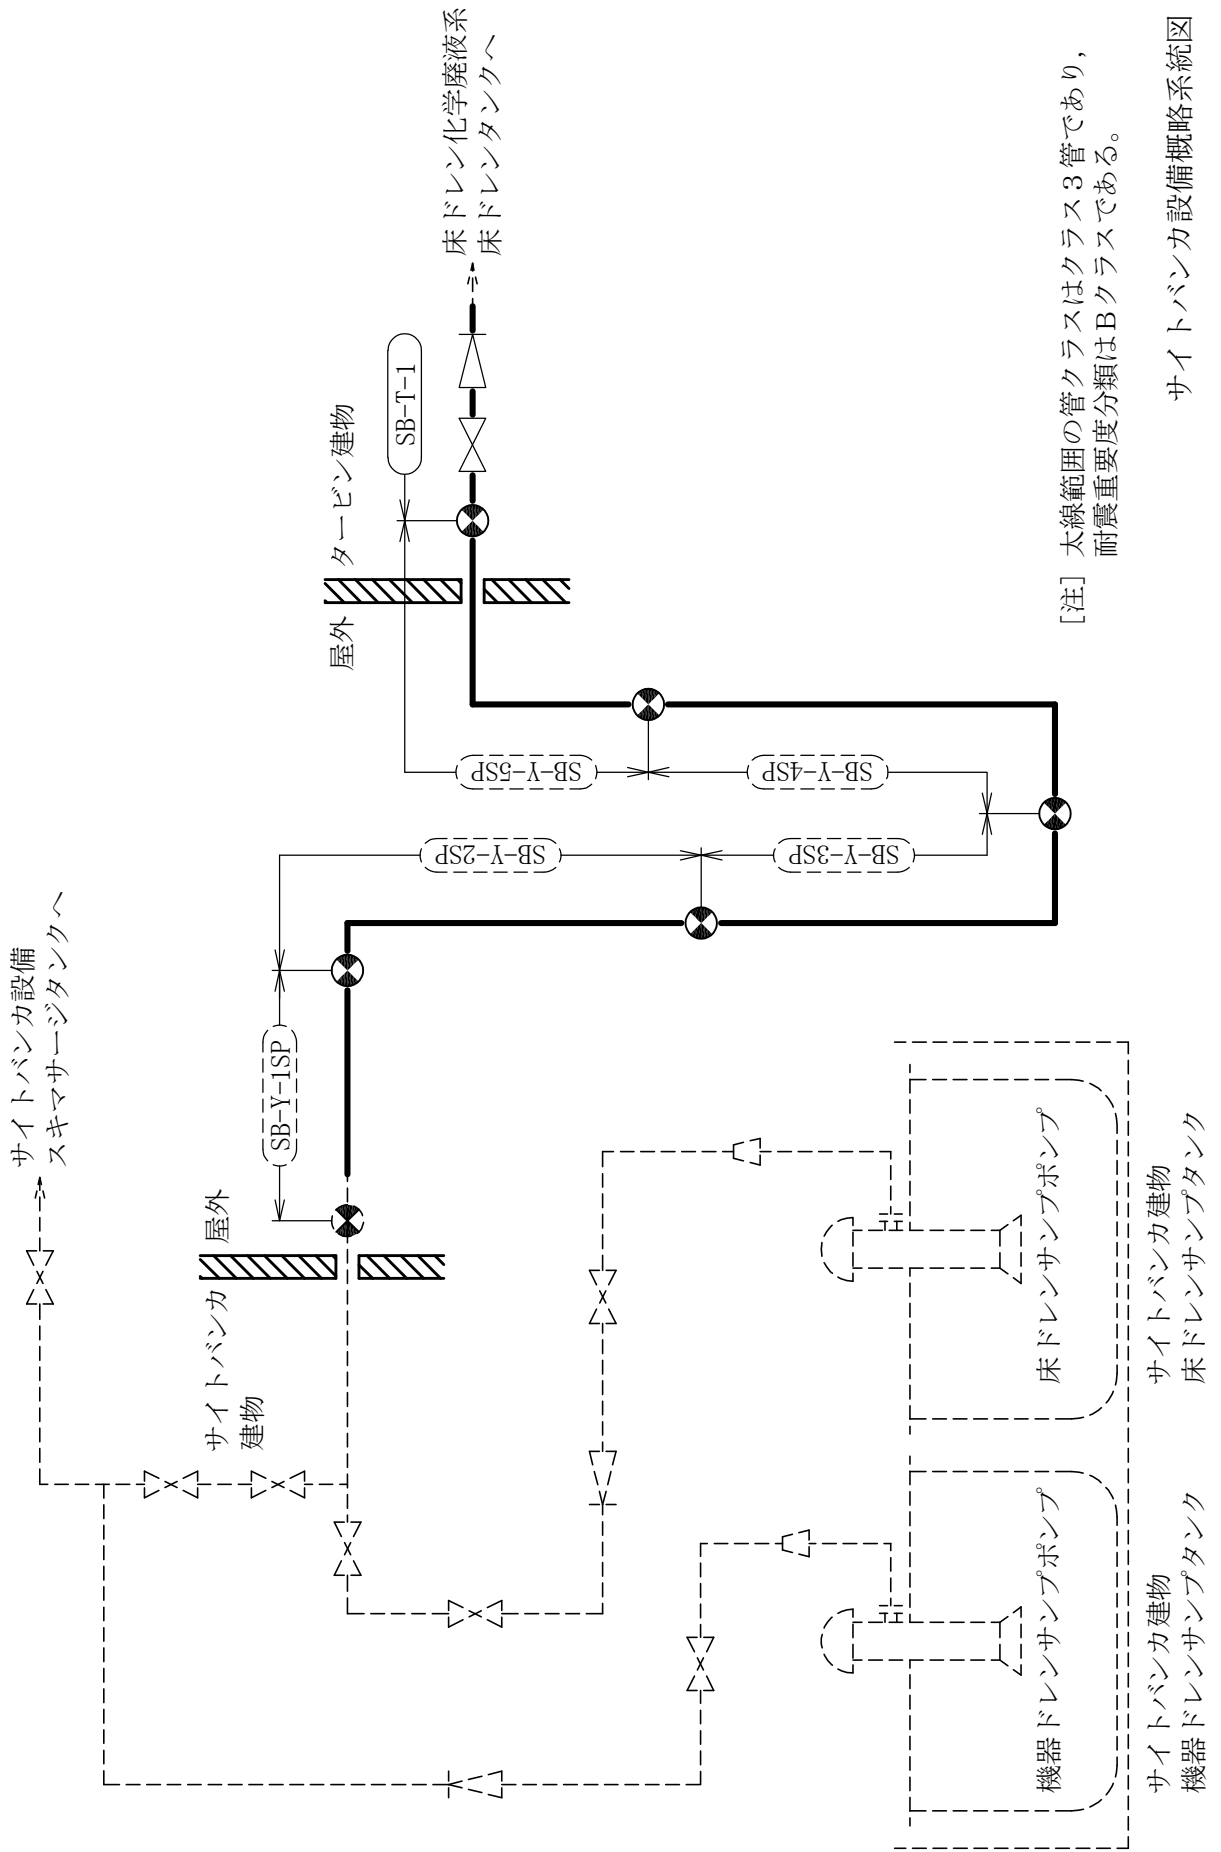 サイトバンカ設備
スキマサージタンクへ
サイトバンカ
建物
屋外
SB-Y-1SP
SB-Y-2SP
SB-Y-3SP
SB-Y-4SP
SB-Y-5SP
屋外
タービン建物
SB-T-1
床ドレン化学廃液系
床ドレンタンクへ
機器ドレンサンプポンプ
床ドレンサンプポンプ
サイトバンカ建物
機器ドレンサンプタンク
サイトバンカ建物
床ドレンサンプタンク
[注] 太線範囲の管クラスはクラス3管であり，
耐震重要度分類はBクラスである。
サイトバンカ設備概略系統図